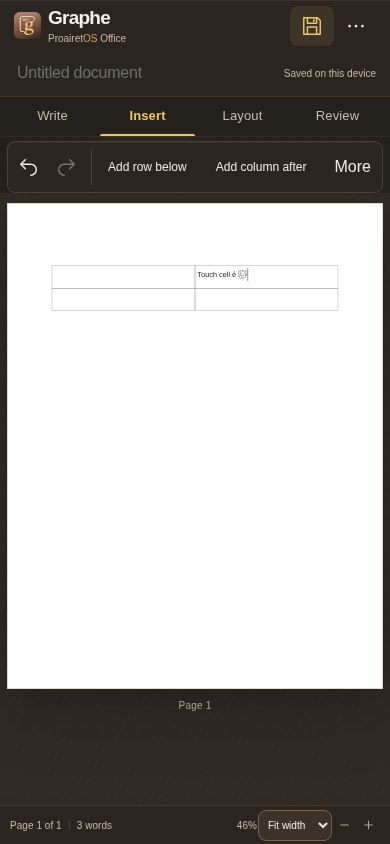 Graphe
ProairetOS Office
Untitled document
Saved on this device
Write
Insert
Layout
Review
Add row below
Add column after
More
Touch cell é
Page 1
Page 1 of 1
3 words
46%
Fit width